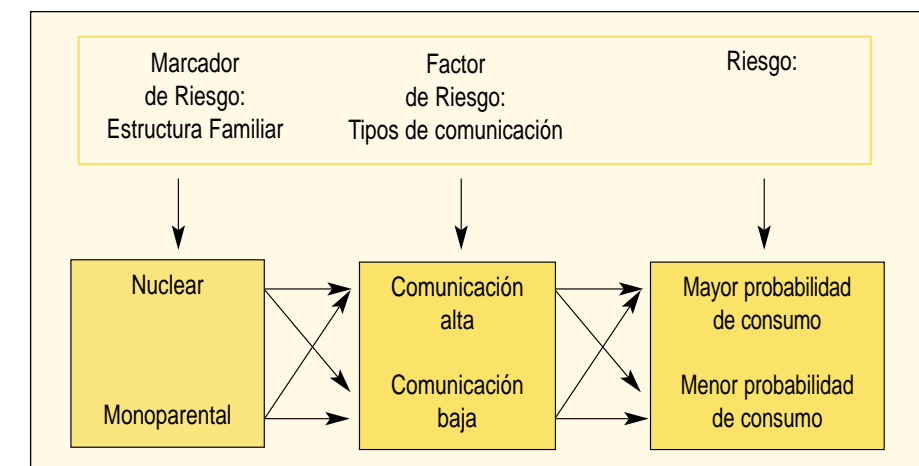 Marcador
de Riesgo:
Estructura Familiar
Factor
de Riesgo:
Tipos de comunicación
Riesgo:
Nuclear
Monoparental
Comunicación
alta
Comunicación
baja
Mayor probabilidad
de consumo
Menor probabilidad
de consumo